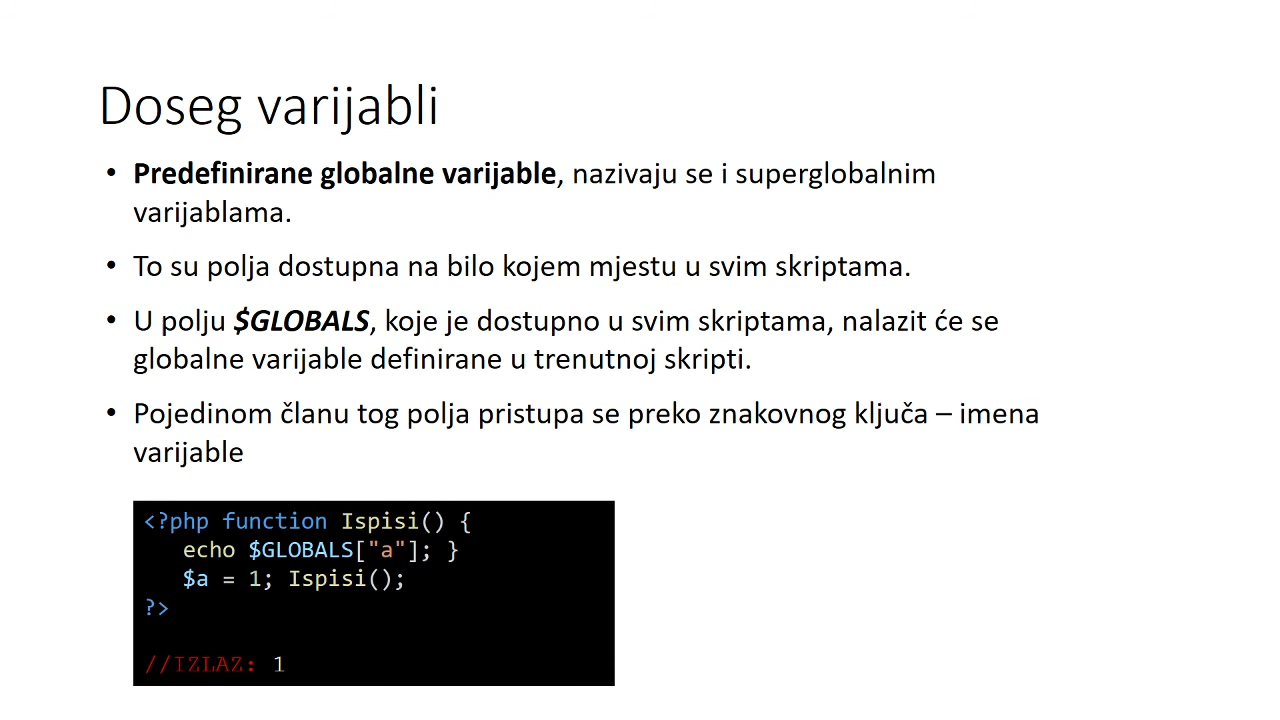 Doseg varijabli
• Predefinirane globalne varijable, nazivaju se i superglobalnim
varijablama.
• To su polja dostupna na bilo kojem mjestu u svim skriptama.
• U polju $GLOBALS, koje je dostupno u svim skriptama, nalazit će se
globalne varijable definirane u trenutnoj skripti.
• Pojedinom članu tog polja pristupa se preko znakovnog ključa – imena
varijable
<?php function Ispisi() {
echo $GLOBALS["a"]; }
$a = 1; Ispisi();
?>
//IZLAZ: 1